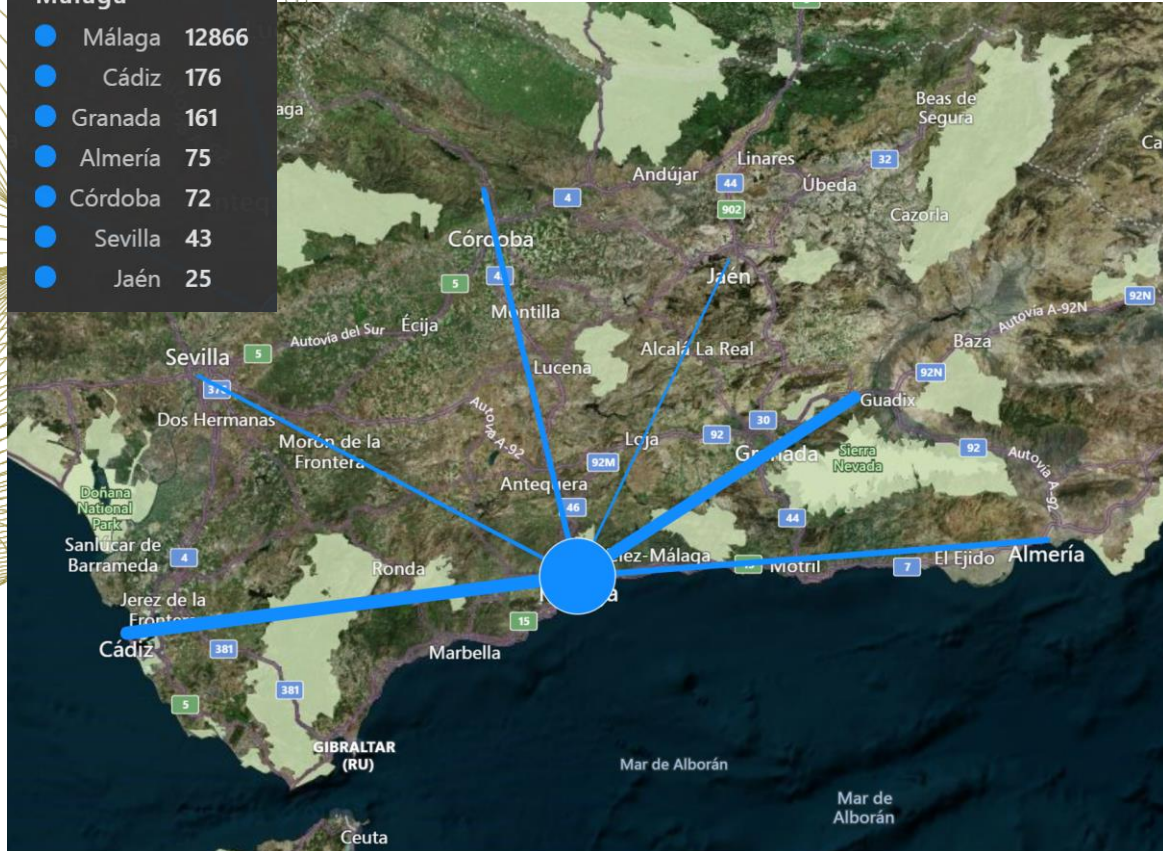 Málaga
Málaga 12866
Cádiz 176
Granada 161
Almería 75
Córdoba 72
Sevilla 43
Jaén 25
Beas de
Segura
Linares
Andújar
32
44
Úbeda
4
902
Cazorla
Córdoba
Jaén
5
Montilla
92N
Autovía A-92N
Écija
Autovía del Sur
Baza
Alcalá La Real
Sevilla
5
Lucena
92N
Guadix
Dos Hermanas
Autovía A-92
30
Morón de la
Frontera
Loja
92
Granada
Sierra
Nevada
92
Autovía A-92
92M
Antequera
Doñana
National
Park
46
44
Sanlúcar de
Barrameda
4
Ronda
Motril
7
El Ejido
Almería
Jerez de la
Frontera
15
Cádiz
381
Marbella
381
5
GIBRALTAR
(RU)
Mar de Alborán
Mar de
Alborán
Ceuta